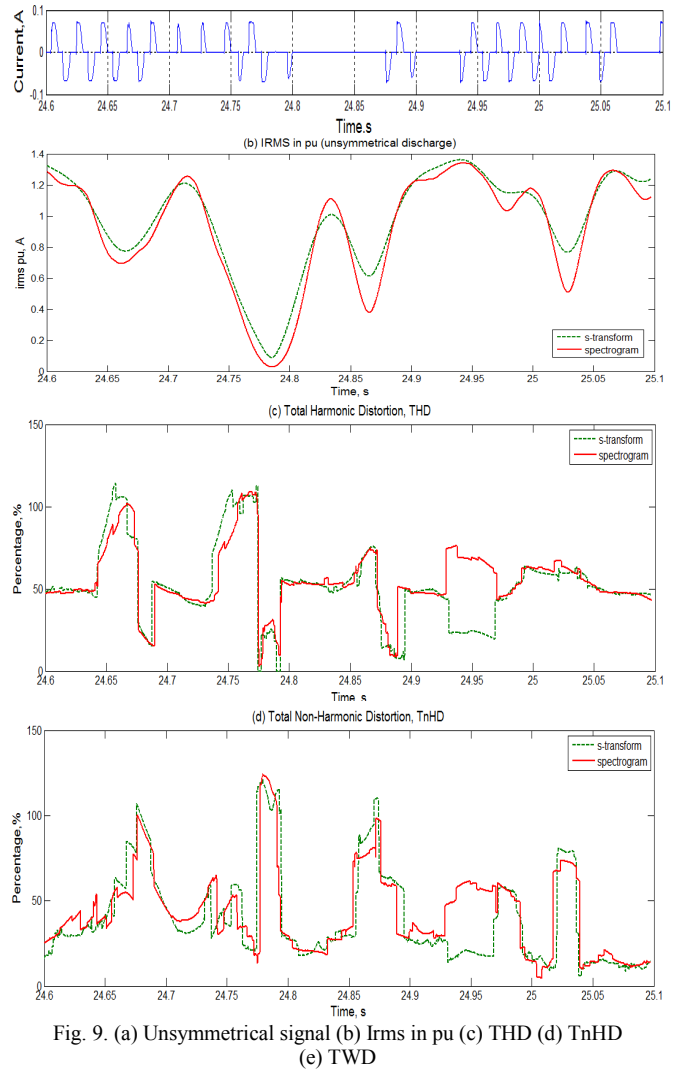 0.1
0
-0.1
Current,A
24.6 24.65 24.7 24.75 24.8 24.85 24.9 24.95 25 25.05 25.1
Time.s
(b) IRMS in pu (unsymmetrical discharge)
1.4
1.2
1
0.8
0.6
0.4
0.2
0
irms pu, A
s-transform
spectrogram
24.6 24.65 24.7 24.75 24.8 24.85 24.9 24.95 25 25.05 25.1
Time, s
(c) Total Harmonic Distortion, THD
150
100
50
0
Percentage,%
s-transform
spectrogram
24.6 24.65 24.7 24.75 24.8 24.85 24.9 24.95 25 25.05 25.1
Time, s
(d) Total Non-Harmonic Distortion, TnHD
150
100
50
0
Percentage,%
s-transform
spectrogram
24.6 24.65 24.7 24.75 24.8 24.85 24.9 24.95 25 25.05 25.1
Time, s
Fig. 9. (a) Unsymmetrical signal (b) Irms in pu (c) THD (d) TnHD
(e) TWD